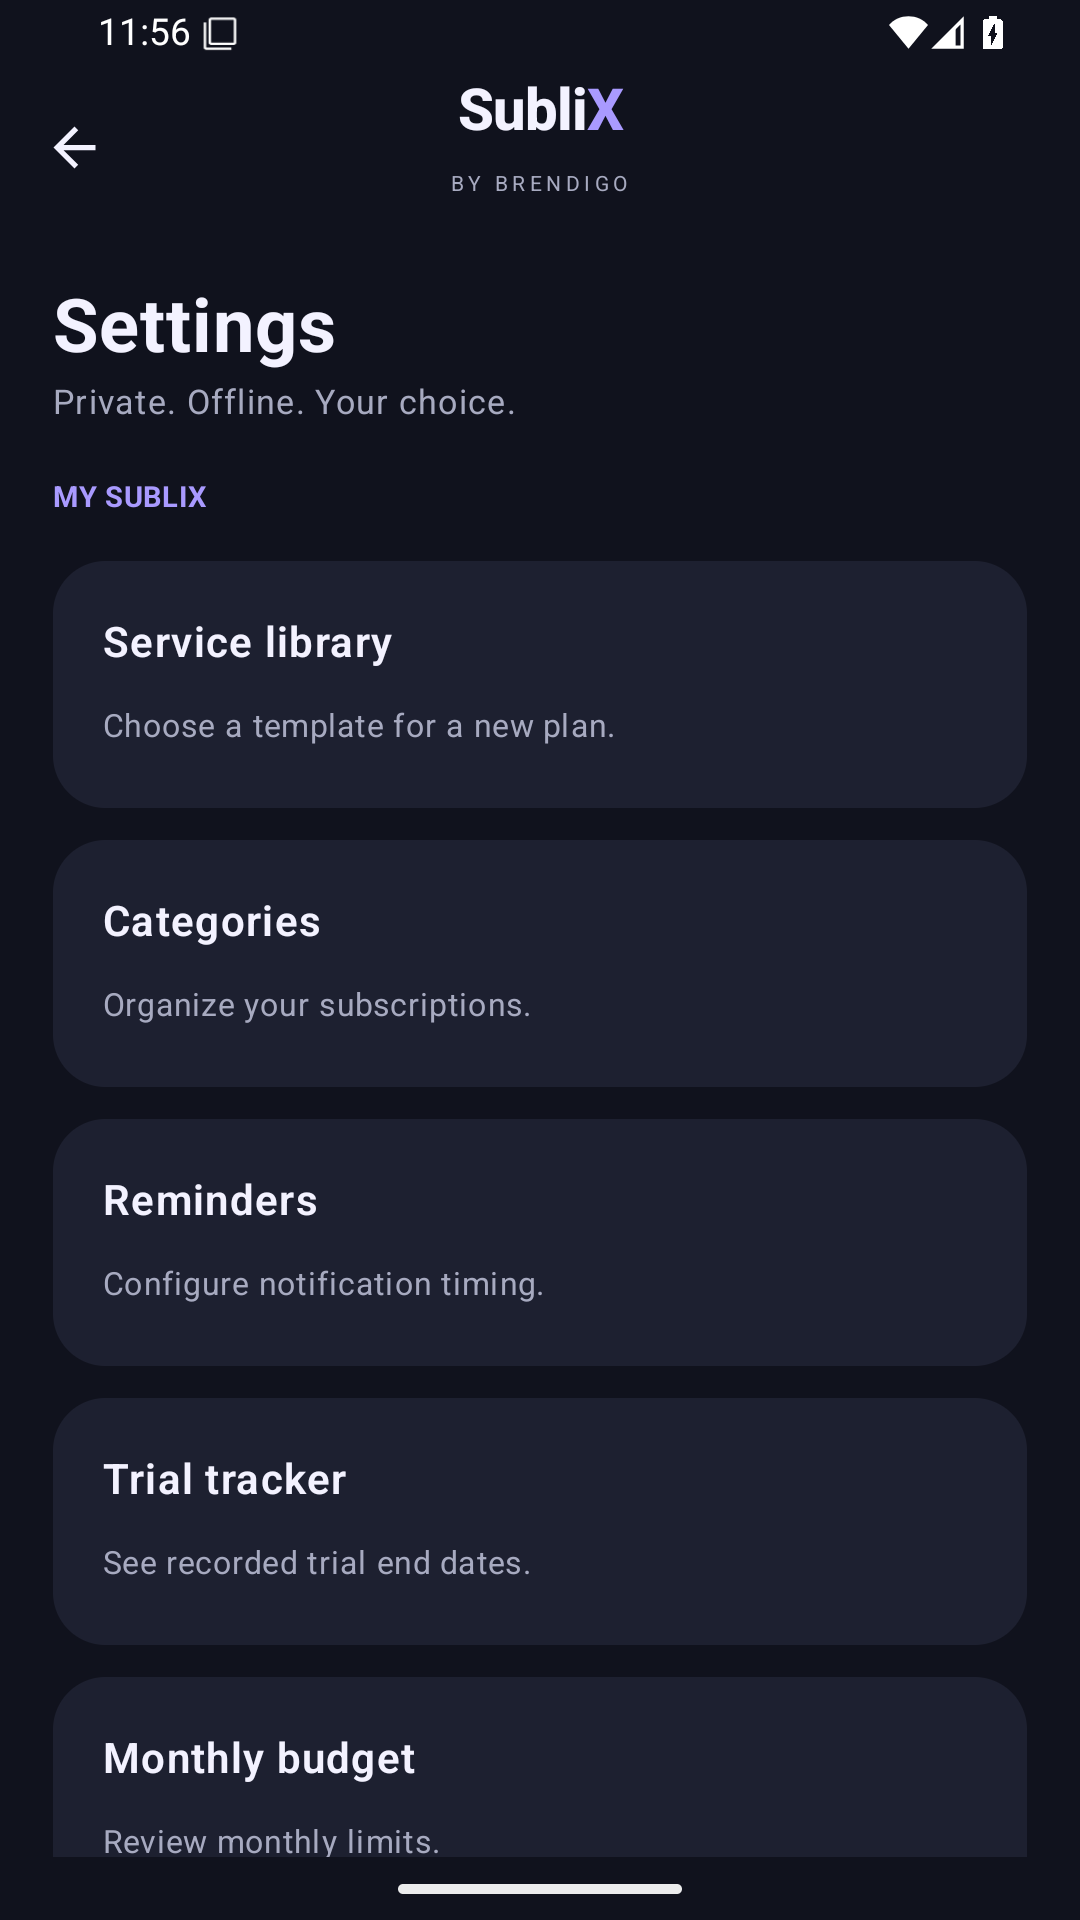 11:56
SubliX
BY BRENDIGO
Settings
Private. Offline. Your choice.
MY SUBLIX
Service library
Choose a template for a new plan.
Categories
Organize your subscriptions.
Reminders
Configure notification timing.
Trial tracker
See recorded trial end dates.
Monthly budget
Review monthly limits.